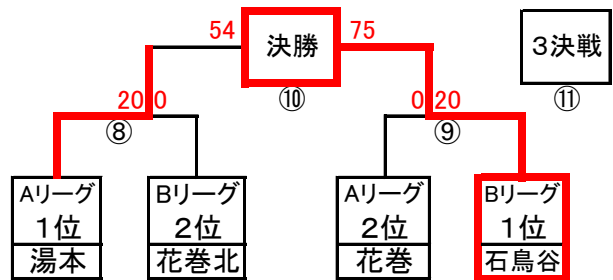 54 決勝 75 3決戦
⑩ ⑪
20 0 0 20
⑧ ⑨
Aリーグ Bリーグ Aリーグ Bリーグ
1位 2位 2位 1位
湯本 花巻北 花巻 石鳥谷